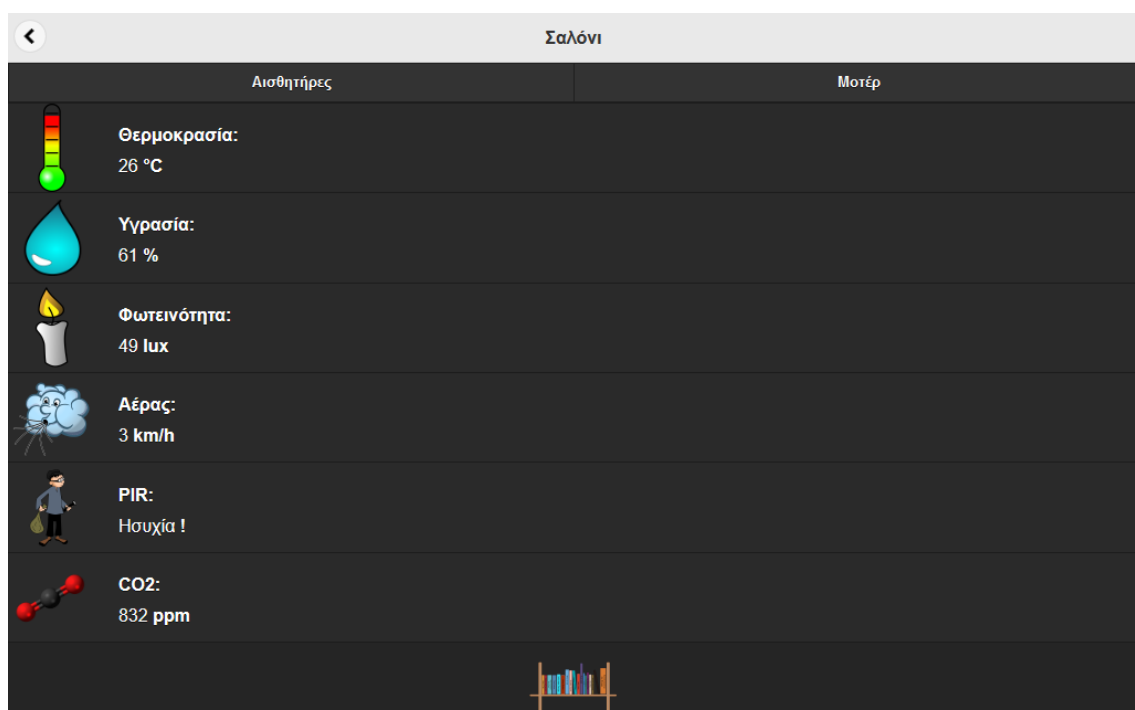 Σαλόνι
Αισθητήρες
Μοτέρ
Θερμοκρασία:
26 °C
Υγρασία:
61 %
Φωτεινότητα:
49 lux
Αέρας:
3 km/h
PIR:
Ησυχία !
CO2:
832 ppm